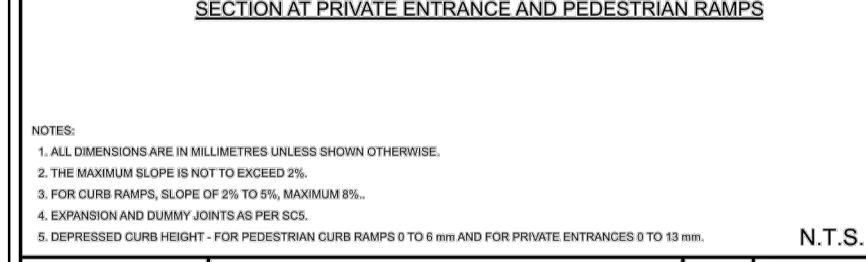 SECTION AT PRIVATE ENTRANCE AND PEDESTRIAN RAMPS
NOTES:
1. ALL DIMENSIONS ARE IN MILLIMETRES UNLESS SHOWN OTHERWISE.
2. THE MAXIMUM SLOPE IS NOT TO EXCEED 2%.
3. FOR CURB RAMPS, SLOPE OF 2% TO 5%, MAXIMUM 8%..
4. EXPANSION AND DUMMY JOINTS AS PER SC5.
5. DEPRESSED CURB HEIGHT - FOR PEDESTRIAN CURB RAMPS 0 TO 6 mm AND FOR PRIVATE ENTRANCES 0 TO 13 mm.
N.T.S.